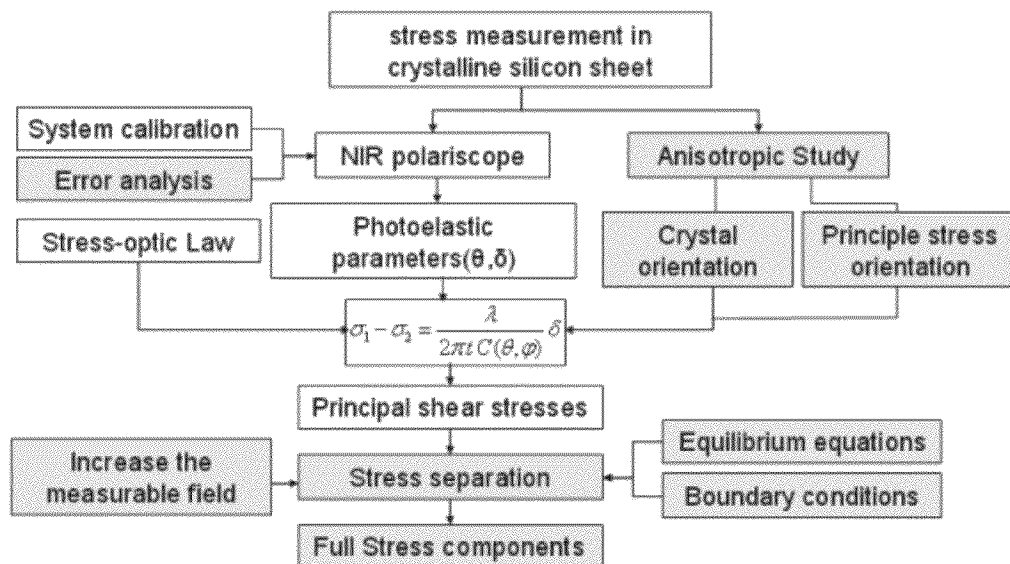 stress measurement in
crystalline silicon sheet
System calibration
NIR polariscope
Anisotropic Study
Error analysis
Stress-optic Law
Photoelastic
parameters(θ,δ)
Crystal
orientation
Principle stress
orientation
σ₁ − σ₂ = λ / (2πt C(θ,φ)) δ
Principal shear stresses
Increase the
measurable field
Stress separation
Equilibrium equations
Boundary conditions
Full Stress components